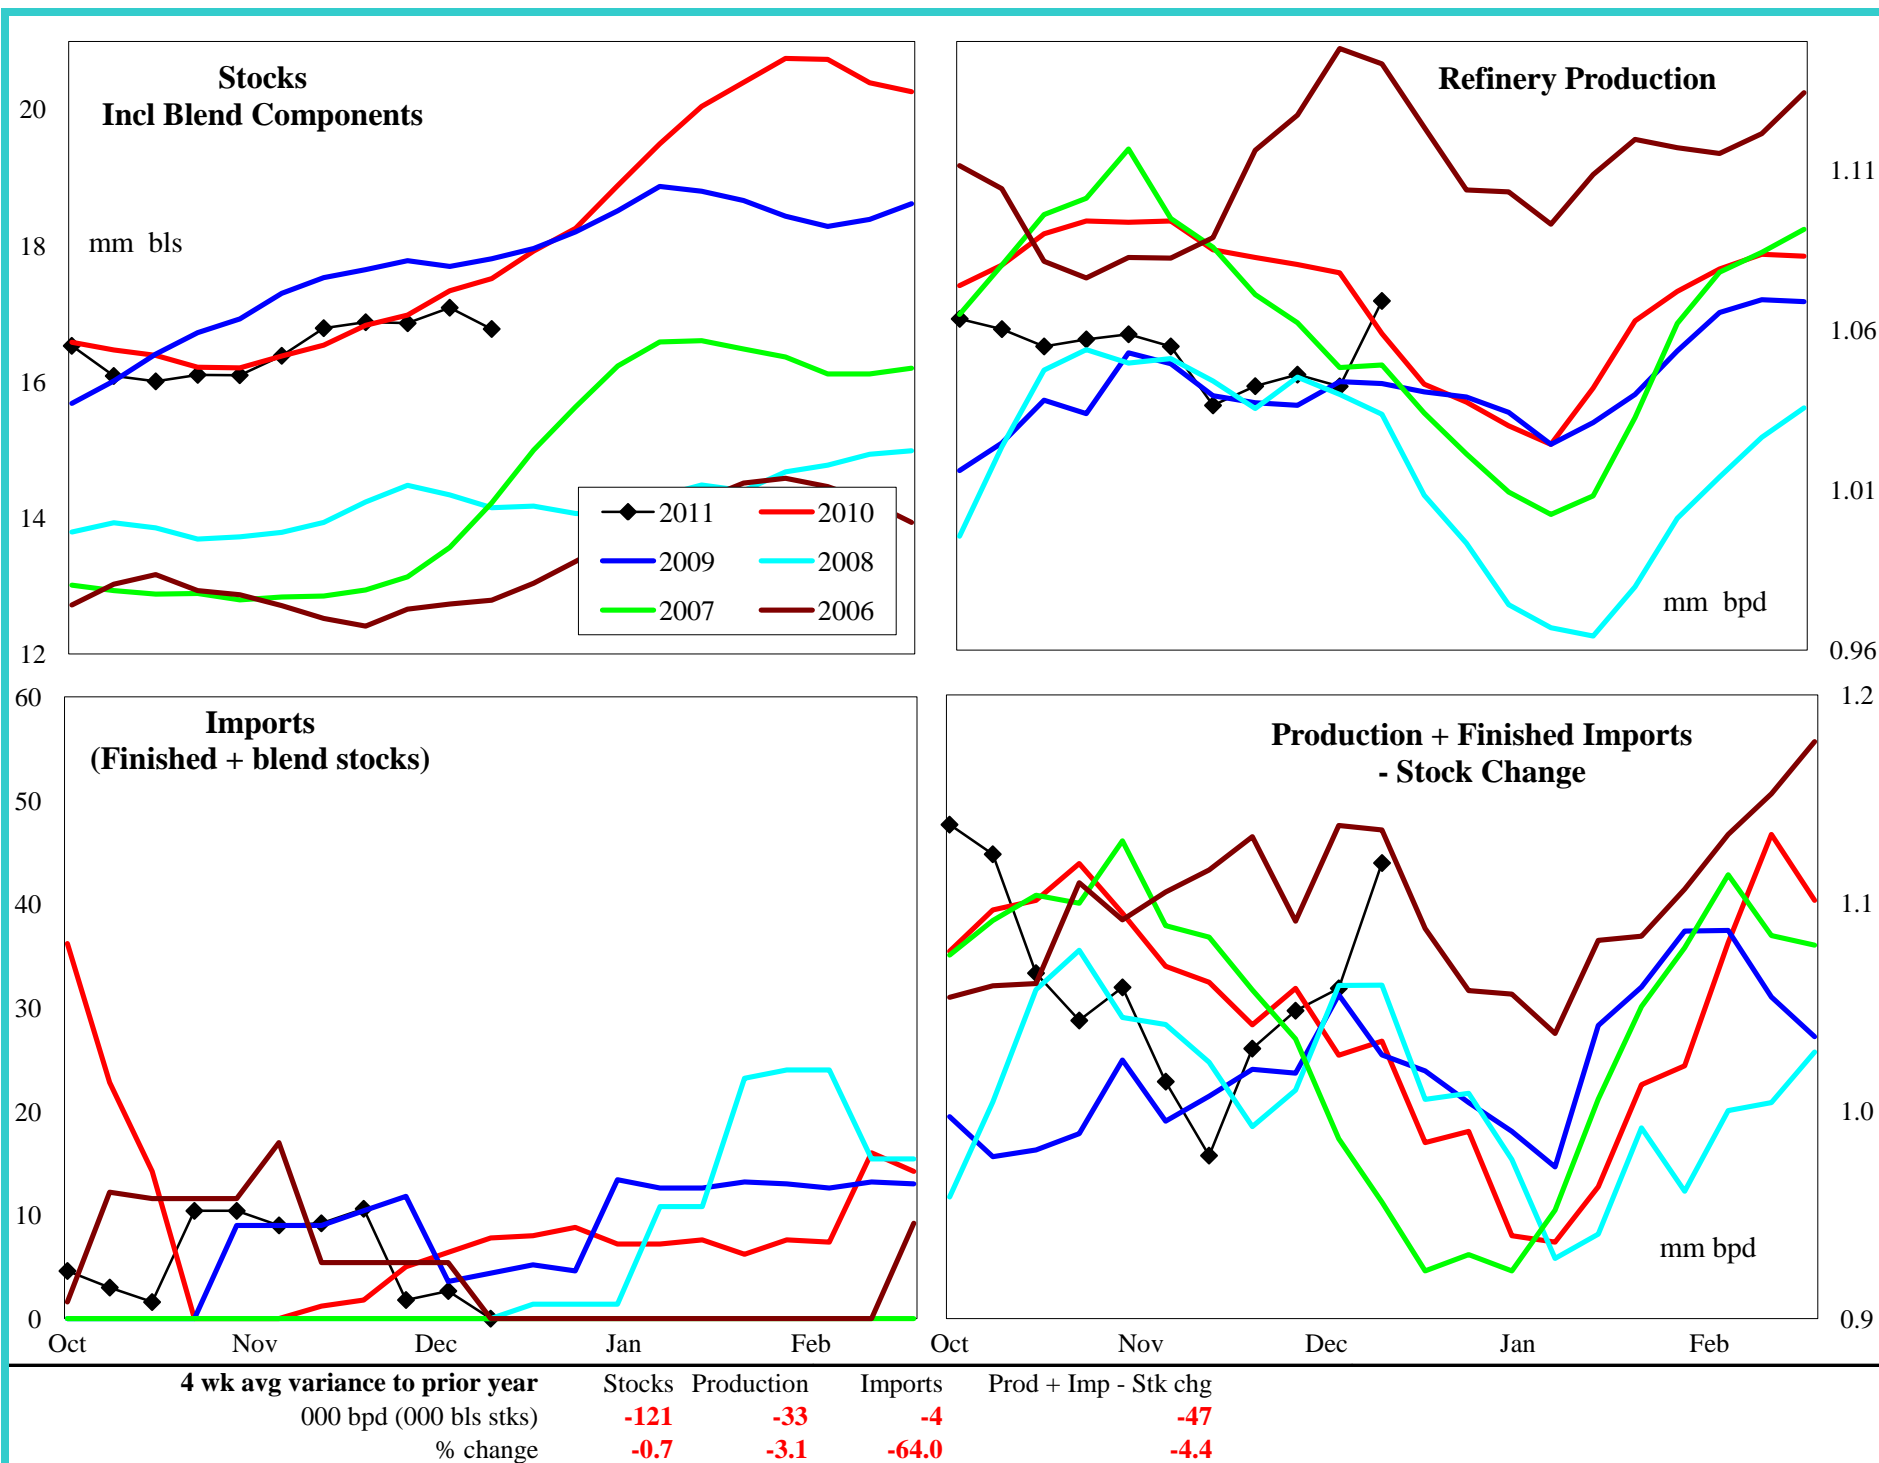 Stocks
Incl Blend Components
mm bls
20
18
16
14
12
2011
2010
2009
2008
2007
2006
Refinery Production
mm bpd
1.11
1.06
1.01
0.96
Imports
(Finished + blend stocks)
60
50
40
30
20
10
0
Oct Nov Dec Jan Feb
Production + Finished Imports
- Stock Change
mm bpd
1.2
1.1
1.0
0.9
Oct Nov Dec Jan Feb
4 wk avg variance to prior year Stocks Production Imports Prod + Imp - Stk chg
000 bpd (000 bls stks) -121 -33 -4 -47
% change -0.7 -3.1 -64.0 -4.4